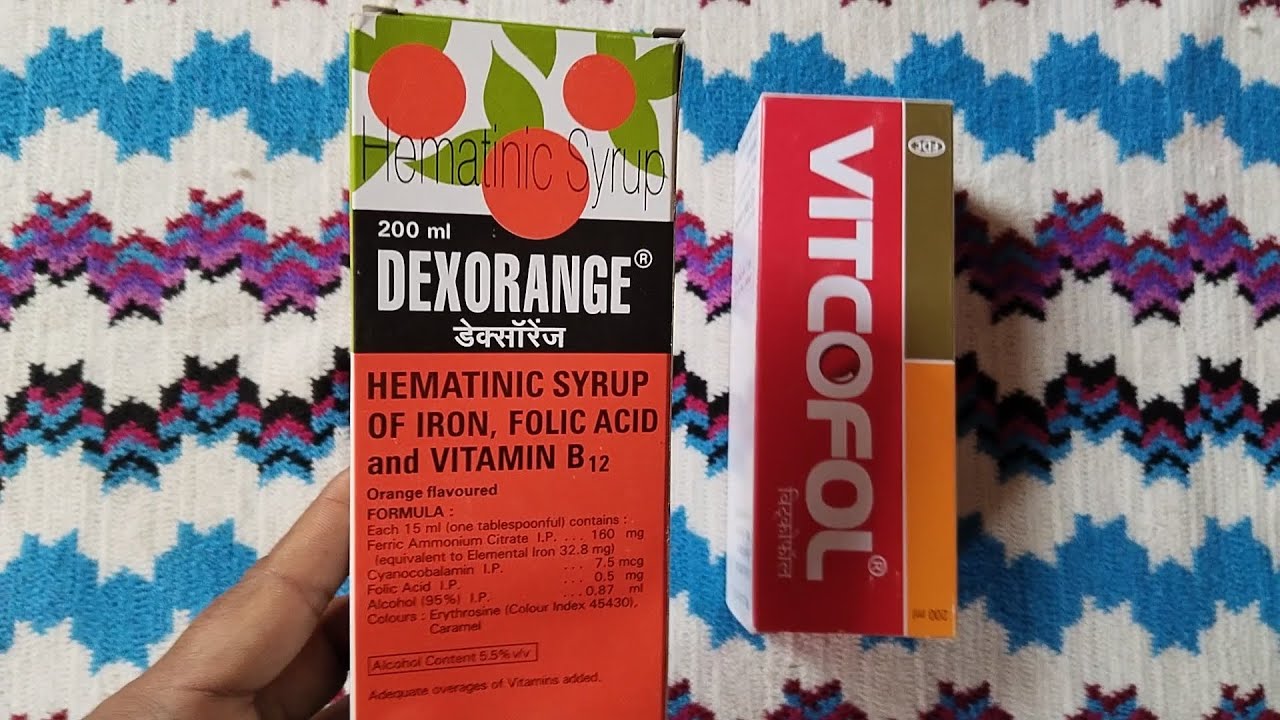 Hematinic Syrup
200 ml
DEXORANGE®
डेक्सॉरेंज
HEMATINIC SYRUP
OF IRON, FOLIC ACID
and VITAMIN B12
Orange flavoured
FORMULA :
Each 15 ml (one tablespoonful) contains :
Ferric Ammonium Citrate I.P. ... 160 mg
(equivalent to Elemental Iron 32.8 mg)
Cyanocobalamin I.P. ... 7.5 mcg
Folic Acid I.P. ... 0.5 mg
Alcohol (95%) I.P. ... 0.87 ml
Colours : Erythrosine (Colour Index 45430),
Caramel
Alcohol Content 5.5% v/v
Adequate overages of Vitamins added.
VITCOFOL®
विट्कोफॉल
200 ml